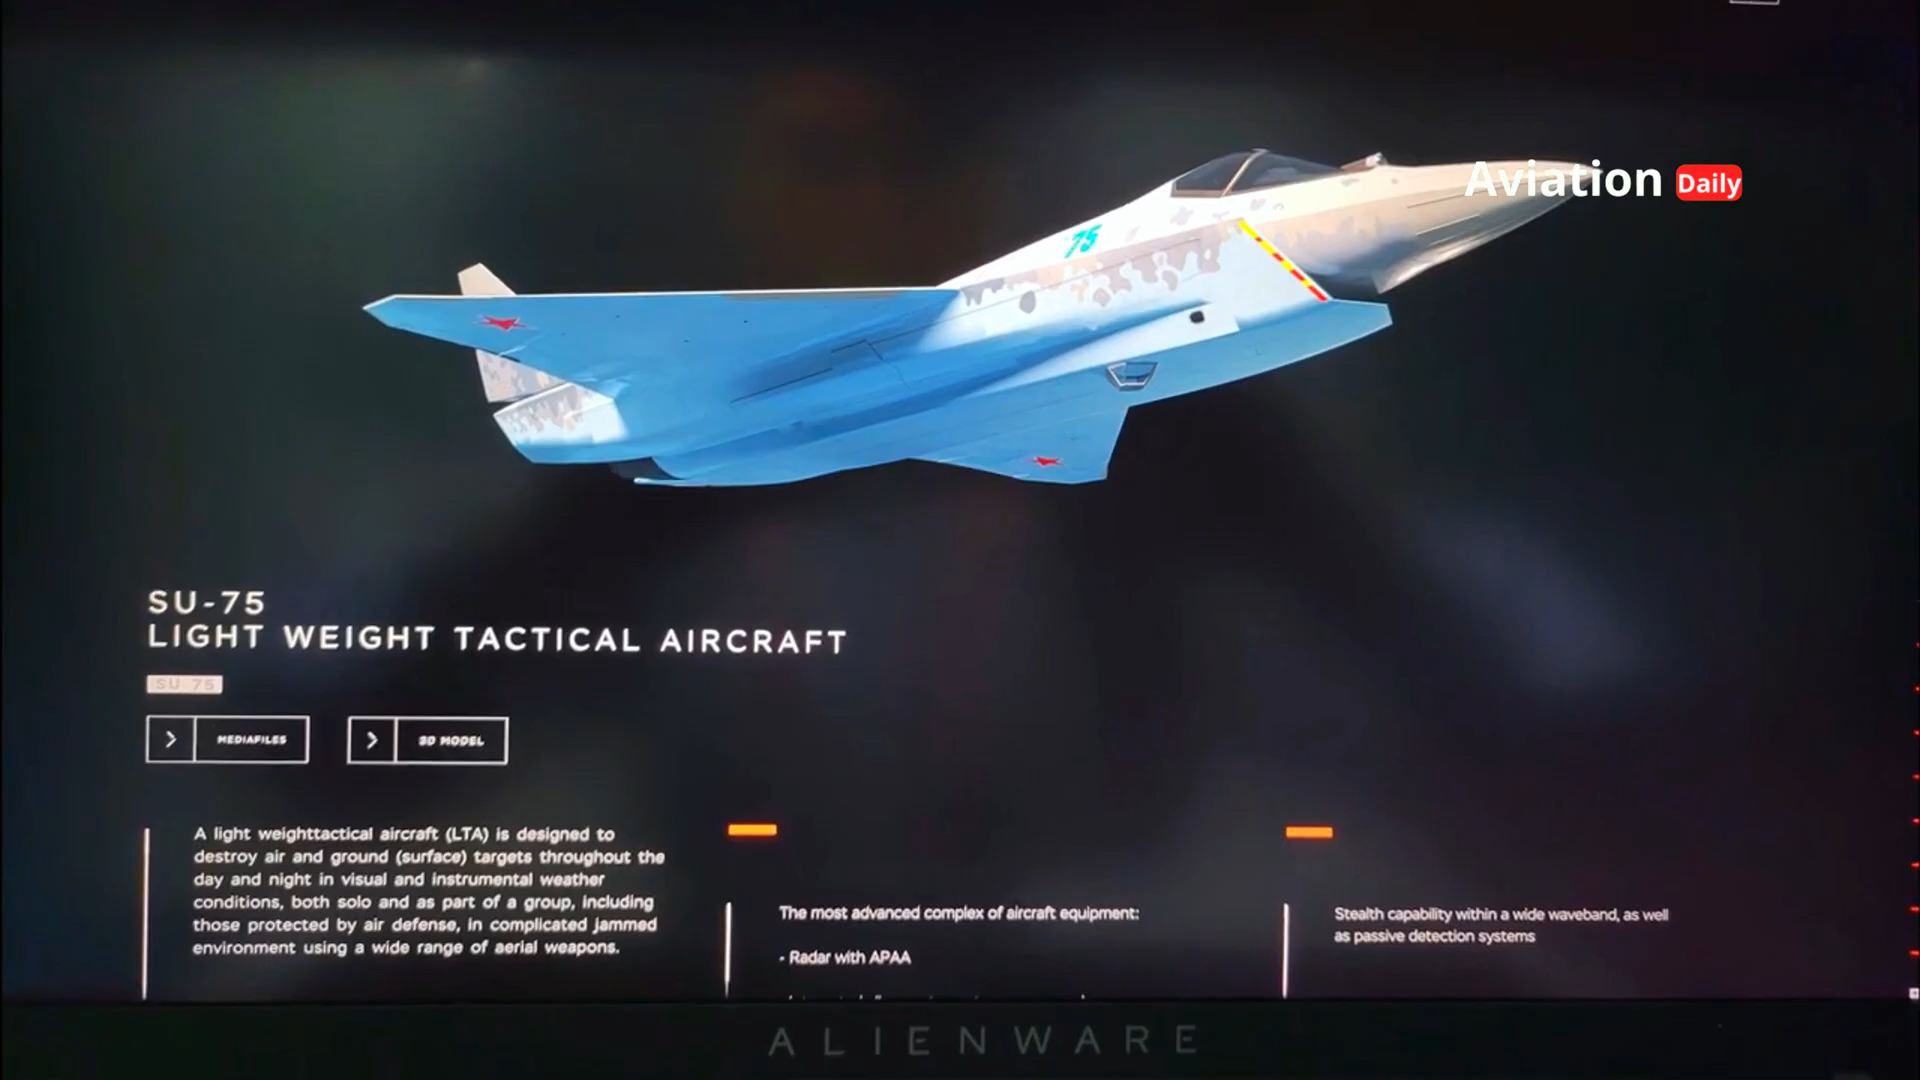 Aviation Daily
75
SU-75
LIGHT WEIGHT TACTICAL AIRCRAFT
SU 75
MEDIAFILES
3D MODEL
A light weighttactical aircraft (LTA) is designed to
destroy air and ground (surface) targets throughout the
day and night in visual and instrumental weather
conditions, both solo and as part of a group, including
those protected by air defense, in complicated jammed
environment using a wide range of aerial weapons.
The most advanced complex of aircraft equipment:
- Radar with APAA
Stealth capability within a wide waveband, as well
as passive detection systems
ALIENWARE